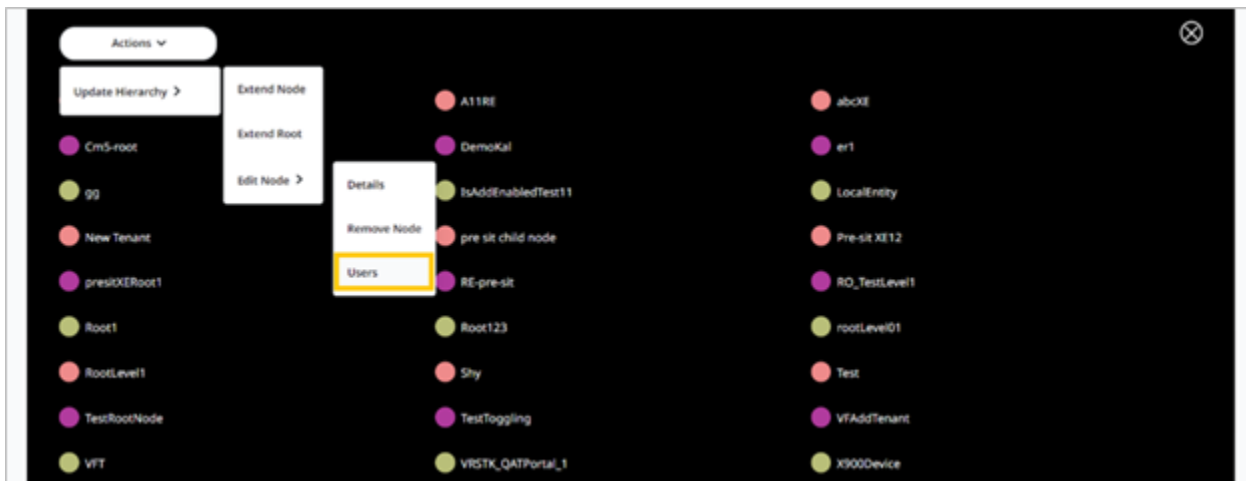 Actions
Update Hierarchy >
Extend Node
Extend Root
Edit Node >
Details
Remove Node
Users
A11RE
abcXE
Cm5-root
DemoKal
er1
gg
IsAddEnabledTest11
LocalEntity
New Tenant
pre sit child node
Pre-sit XE12
presitXERoot1
RE-pre-sit
RO_TestLevel1
Root1
Root123
rootLevel01
RootLevel1
Shy
Test
TestRootNode
TestToggling
VFAddTenant
VFT
VRSTK_QATPortal_1
X900Device